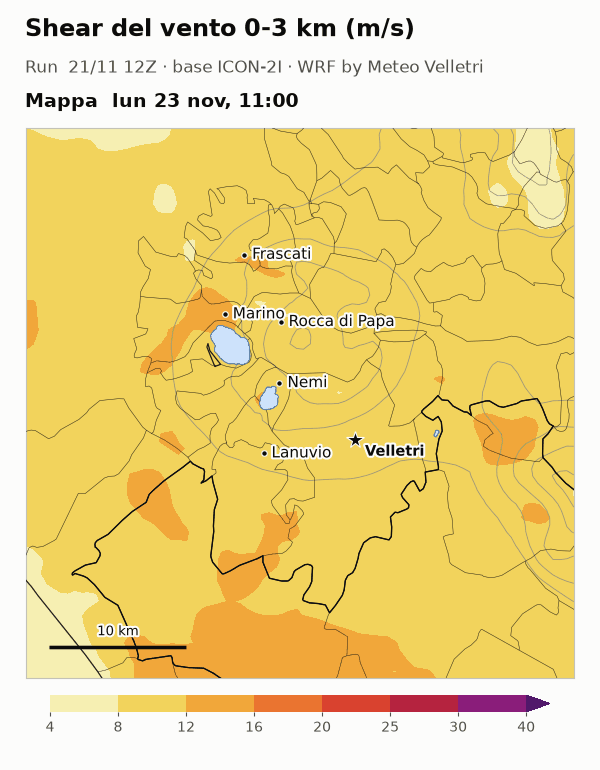 Shear del vento 0-3 km (m/s)
Run  21/11 12Z · base ICON-2I · WRF by Meteo Velletri
Mappa  lun 23 nov, 11:00
Frascati
Marino
Rocca di Papa
Nemi
Velletri
Lanuvio
10 km
4 8 12 16 20 25 30 40